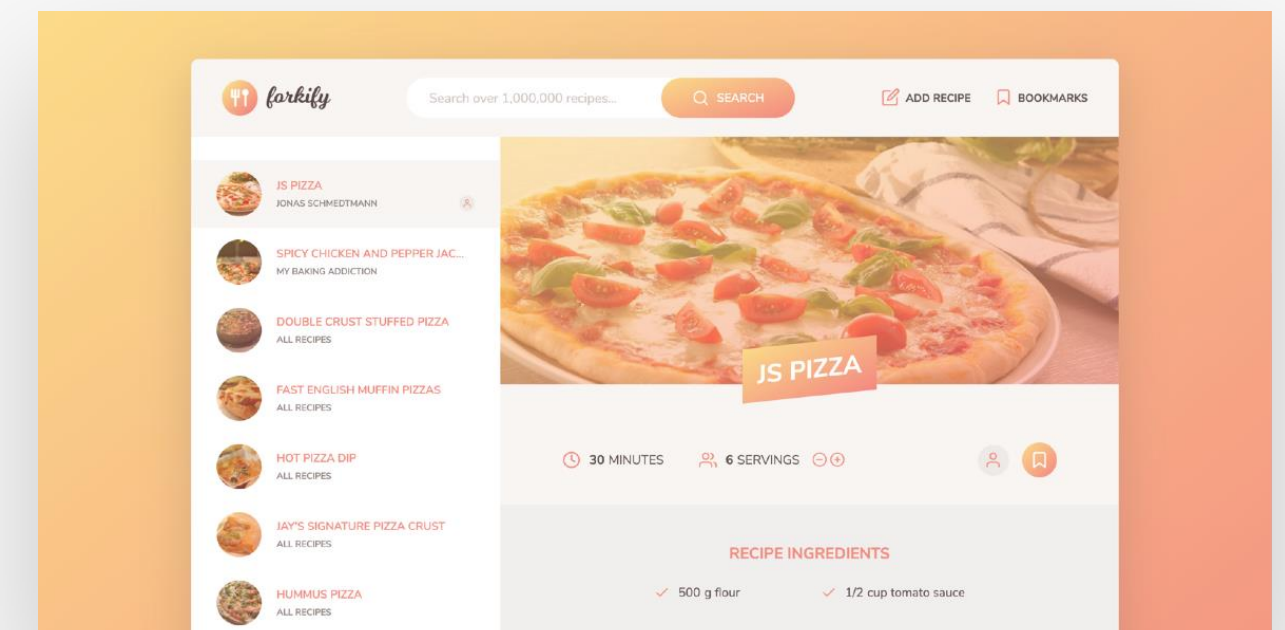 forkify
Search over 1,000,000 recipes...
SEARCH
ADD RECIPE
BOOKMARKS
JS PIZZA
JONAS SCHMEDTMANN
SPICY CHICKEN AND PEPPER JAC...
MY BAKING ADDICTION
DOUBLE CRUST STUFFED PIZZA
ALL RECIPES
FAST ENGLISH MUFFIN PIZZAS
ALL RECIPES
HOT PIZZA DIP
ALL RECIPES
JAY'S SIGNATURE PIZZA CRUST
ALL RECIPES
HUMMUS PIZZA
ALL RECIPES
JS PIZZA
30 MINUTES
6 SERVINGS
RECIPE INGREDIENTS
500 g flour
1/2 cup tomato sauce